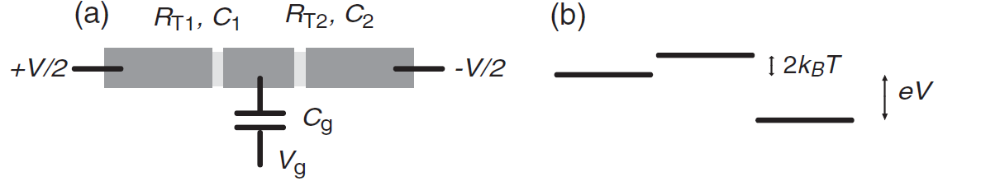 (a)
R_T1, C_1
R_T2, C_2
+V/2
-V/2
C_g
V_g
(b)
2k_BT
eV